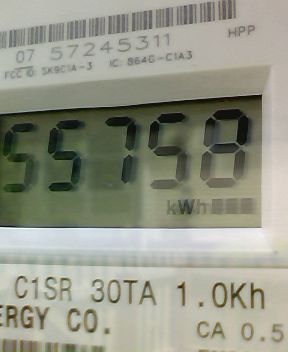 07 57245311
HPP
FCC ID: SK9C1A-3 IC: 864G-C1A3
55758
kWh
C1SR 30TA 1.0Kh
ERGY CO.
CA 0.5